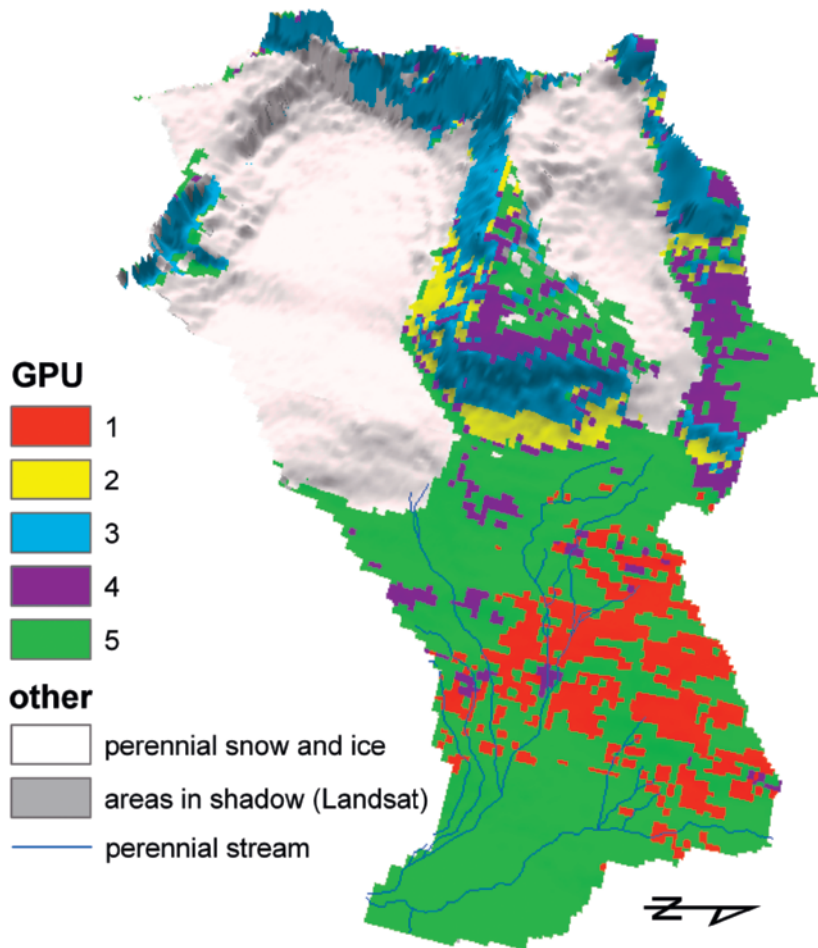 GPU
1
2
3
4
5
other
perennial snow and ice
areas in shadow (Landsat)
perennial stream
N